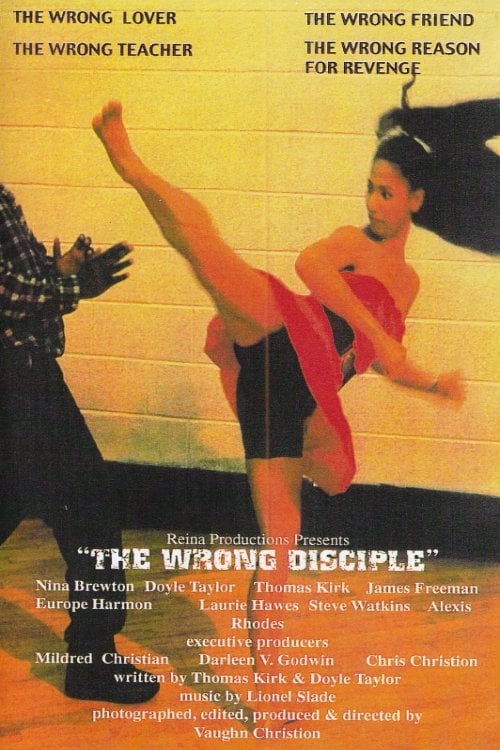 THE WRONG LOVER
THE WRONG TEACHER
THE WRONG FRIEND
THE WRONG REASON
FOR REVENGE
Reina Productions Presents
"THE WRONG DISCIPLE"
Nina Brewton Doyle Taylor Thomas Kirk James Freeman
Europe Harmon Laurie Hawes Steve Watkins Alexis
Rhodes
executive producers
Mildred Christian Darleen V. Godwin Chris Christion
written by Thomas Kirk & Doyle Taylor
music by Lionel Slade
photographed, edited, produced & directed by
Vaughn Christion